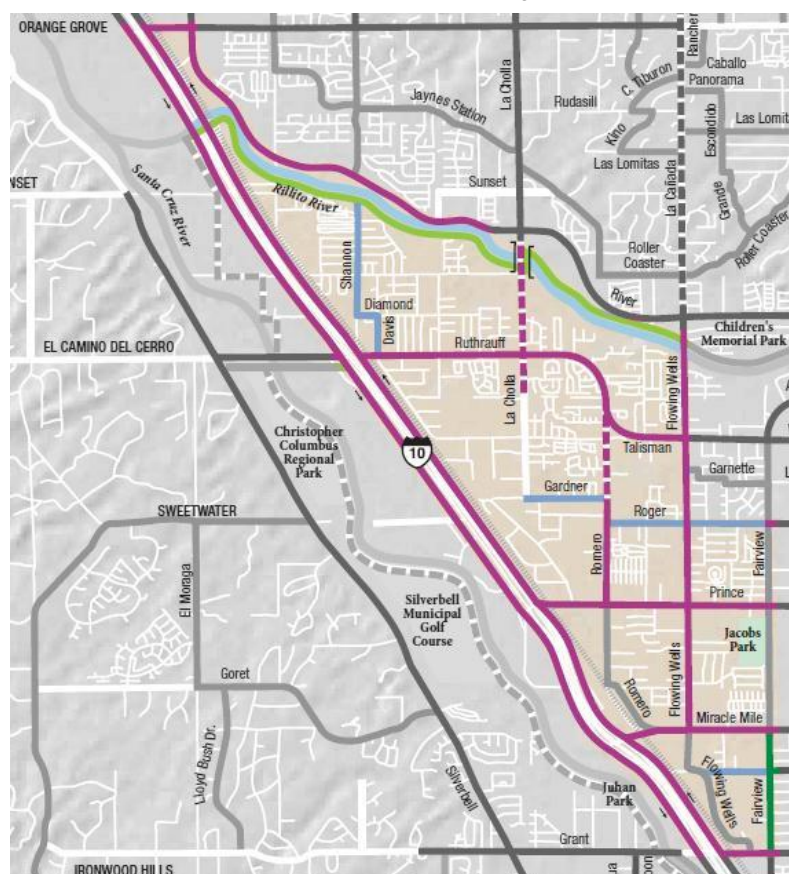 ORANGE GROVE
La Cholla
Rancher
Caballo
C. Tiburon
Panorama
Jaynes Station
Rudasill
Kino
Escondido
Las Lomit
Las Lomitas
NSET
Santa Cruz River
Rillito River
Sunset
La Cañada
Grande
Roller Coaster
Roller
Coaster
Shannon
River
Diamond
Davis
Children's
Memorial Park
EL CAMINO DEL CERRO
Ruthrauff
La Cholla
Flowing Wells
Christopher
Columbus
Regional
Park
10
Talisman
Garnette
L
Gardner
Roger
SWEETWATER
Romero
Fairview
El Moraga
Prince
Silverbell
Municipal
Golf
Course
Jacobs
Park
Flowing Wells
Goret
Romero
Miracle Mile
Lloyd Bush Dr.
Silverbell
Juhan
Park
Flowing Wells
Fairview
Grant
IRONWOOD HILLS